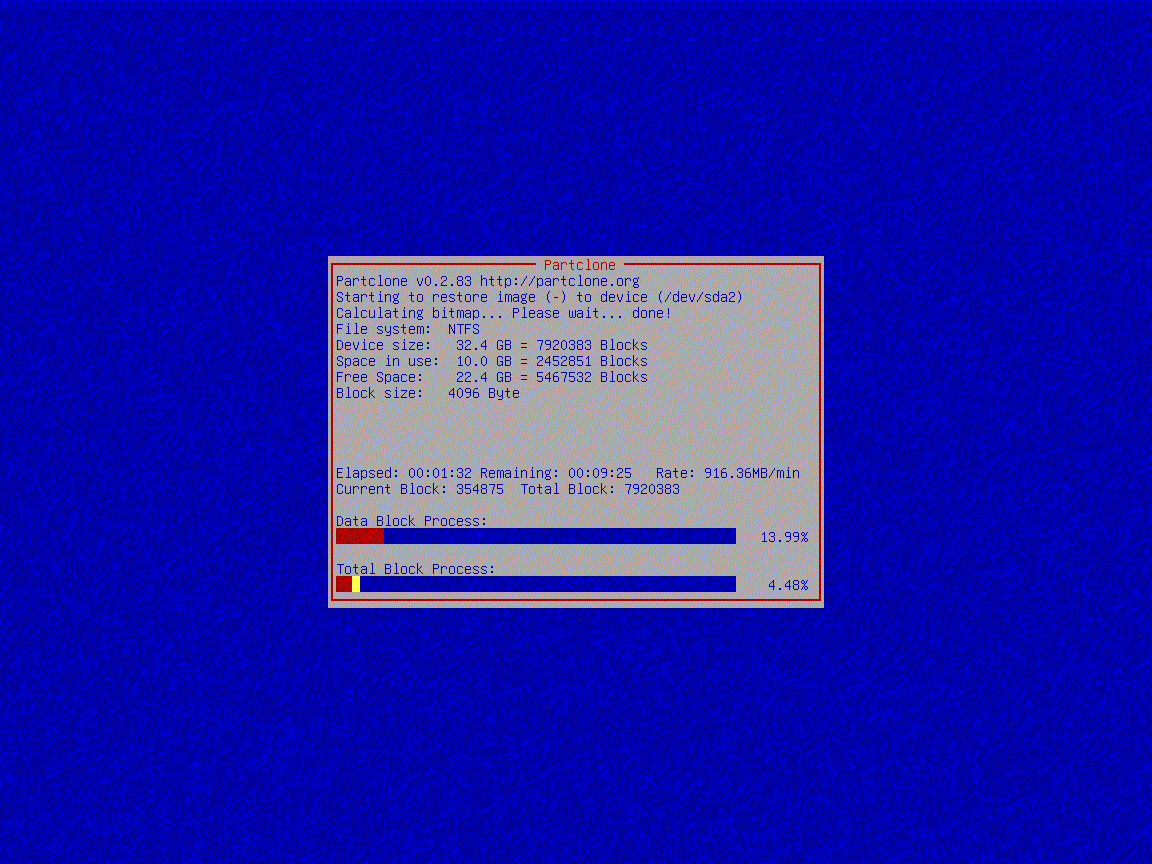 Partclone
Partclone v0.2.83 http://partclone.org
Starting to restore image (-) to device (/dev/sda2)
Calculating bitmap... Please wait... done!
File system:  NTFS
Device size:   32.4 GB = 7920383 Blocks
Space in use:  10.0 GB = 2452851 Blocks
Free Space:    22.4 GB = 5467532 Blocks
Block size:   4096 Byte
Elapsed: 00:01:32 Remaining: 00:09:25   Rate: 916.36MB/min
Current Block: 354875  Total Block: 7920383
Data Block Process:
13.99%
Total Block Process:
4.48%